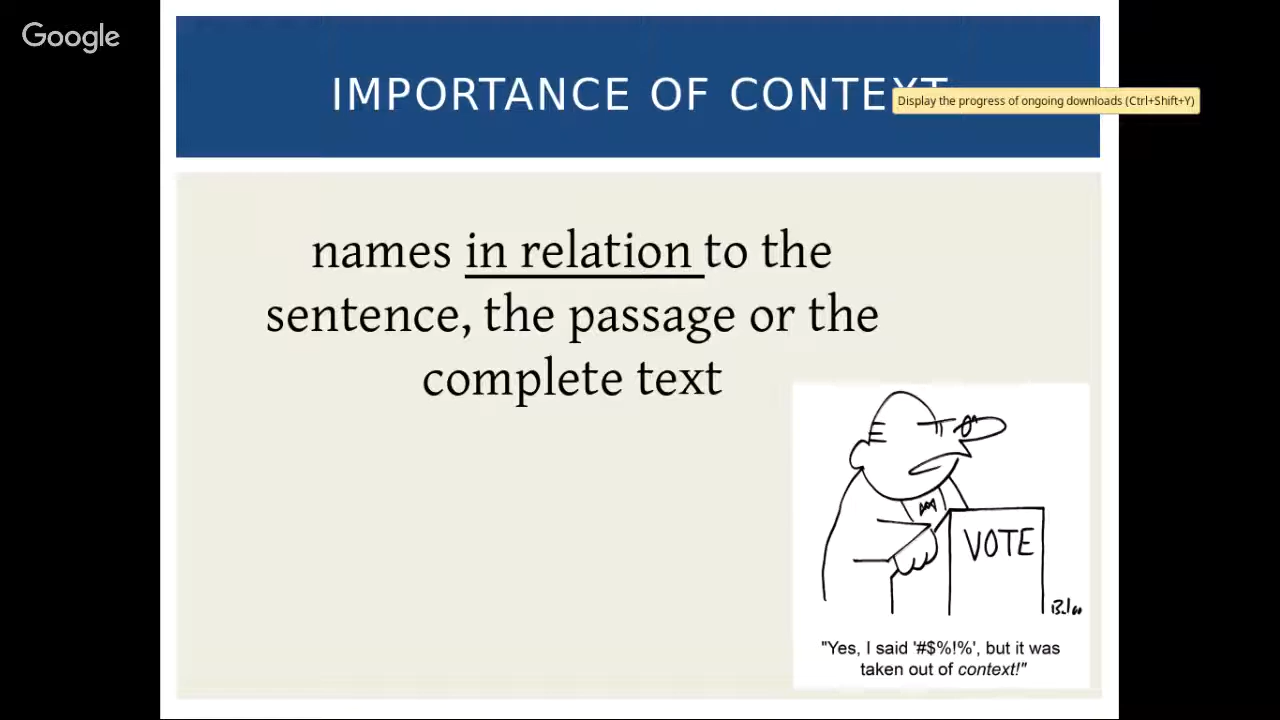 Google
IMPORTANCE OF CONTEXT
Display the progress of ongoing downloads (Ctrl+Shift+Y)
names in relation to the
sentence, the passage or the
complete text
VOTE
"Yes, I said '#$%!%', but it was
taken out of context!"